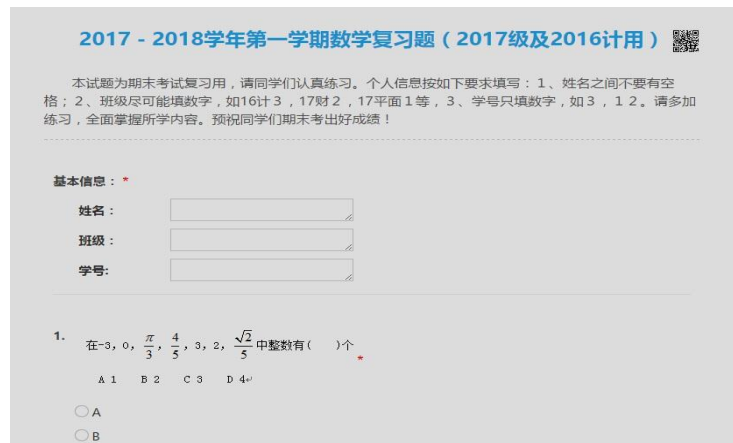 2017 - 2018学年第一学期数学复习题（2017级及2016计用）
本试题为期末考试复习用，请同学们认真练习。个人信息按如下要求填写：1、姓名之间不要有空
格；2、班级尽可能填数字，如16计3，17财2，17平面1等，3、学号只填数字，如3，12。请多加
练习，全面掌握所学内容。预祝同学们期末考出好成绩！
基本信息：*
姓名：
班级：
学号:
1. 在-3，0，π/3，4/5，3，2，√2/5 中整数有（ ）个 *
A 1 B 2 C 3 D 4↵
A
B